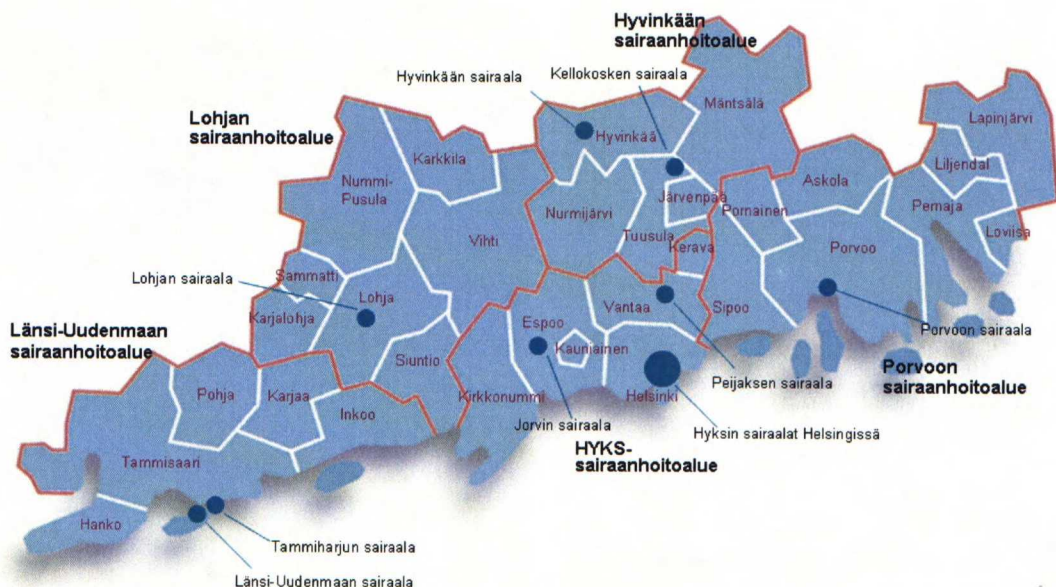 Hyvinkään
sairaanhoitoalue
Hyvinkään sairaala
Kellokosken sairaala
Mäntsälä
Lohjan
sairaanhoitoalue
Hyvinkää
Lapinjärvi
Karkkila
Liljendal
Nummi-
Pusula
Järvenpää
Askola
Nurmijärvi
Pornainen
Pernaja
Vihti
Tuusula
Kerava
Porvoo
Loviisa
Lohjan sairaala
Sammatti
Lohja
Vantaa
Sipoo
Karjalohja
Espoo
Länsi-Uudenmaan
sairaanhoitoalue
Kauniainen
Porvoon sairaala
Siuntio
Porvoon
sairaanhoitoalue
Pohja
Karjaa
Kirkkonummi
Helsinki
Peijaksen sairaala
Inkoo
Jorvin sairaala
Hyksin sairaalat Helsingissä
HYKS-
sairaanhoitoalue
Tammisaari
Hanko
Tammiharjun sairaala
Länsi-Uudenmaan sairaala